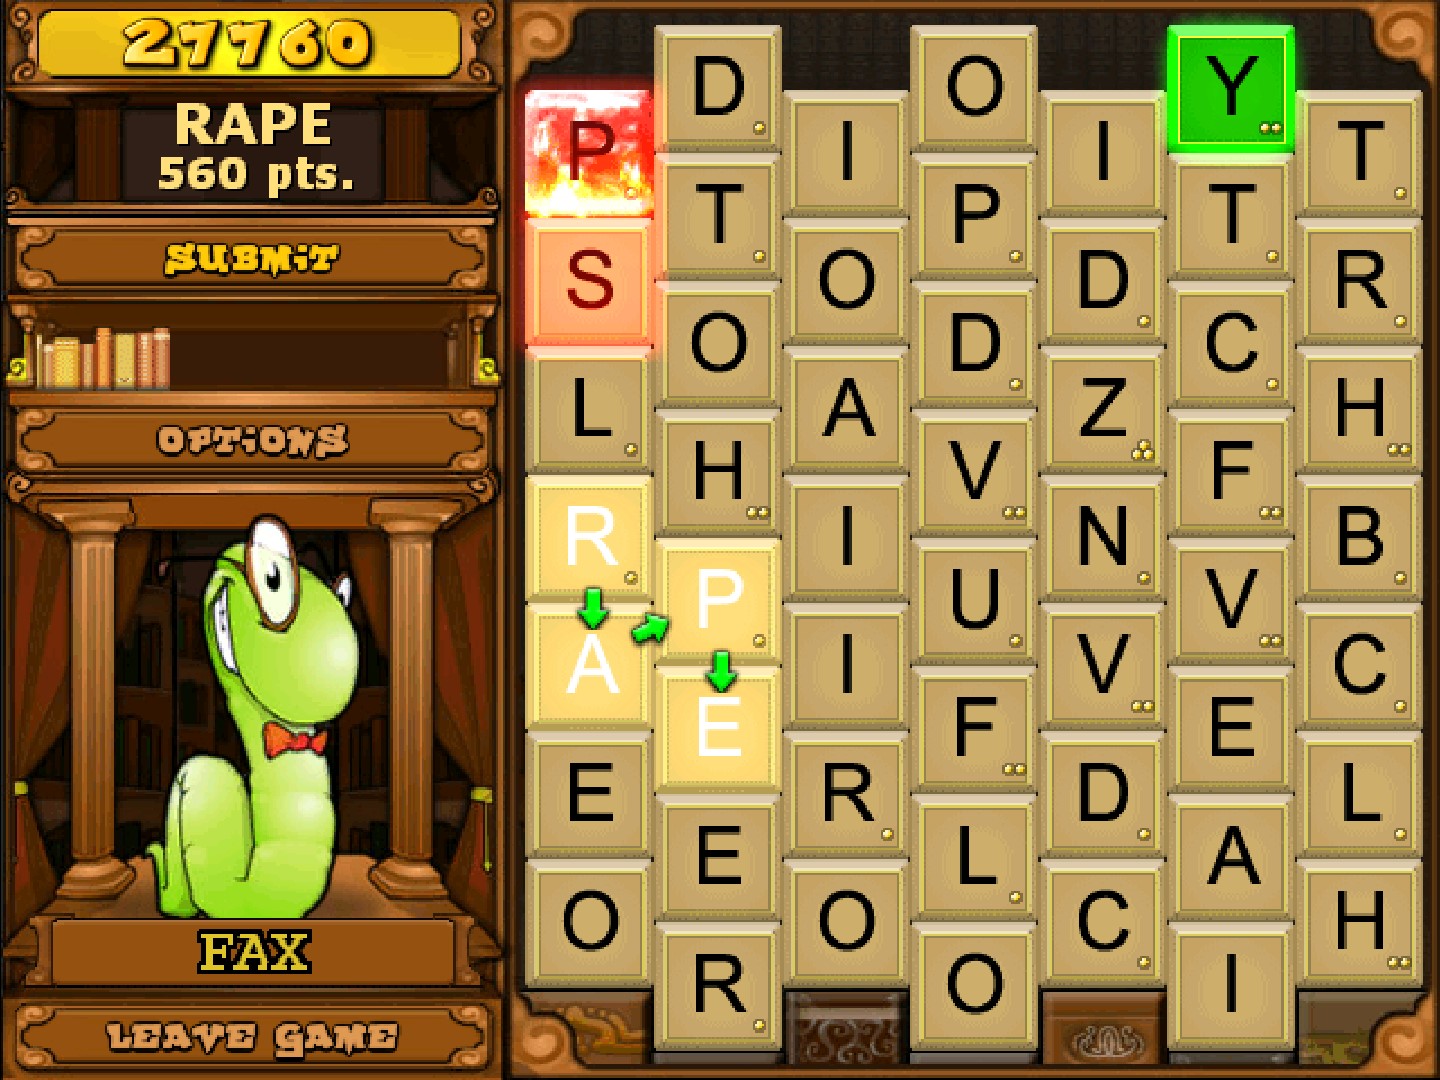 27760
RAPE
560 pts.
SUBMiT
OPTiONS
FAX
LEAVE GAME
D O Y
P I I T
T P T
S O D R
O D C
L A Z H
H V F
R I N B
P U V
A I V C
E F E
E R D L
E L A
O O C H
R O I